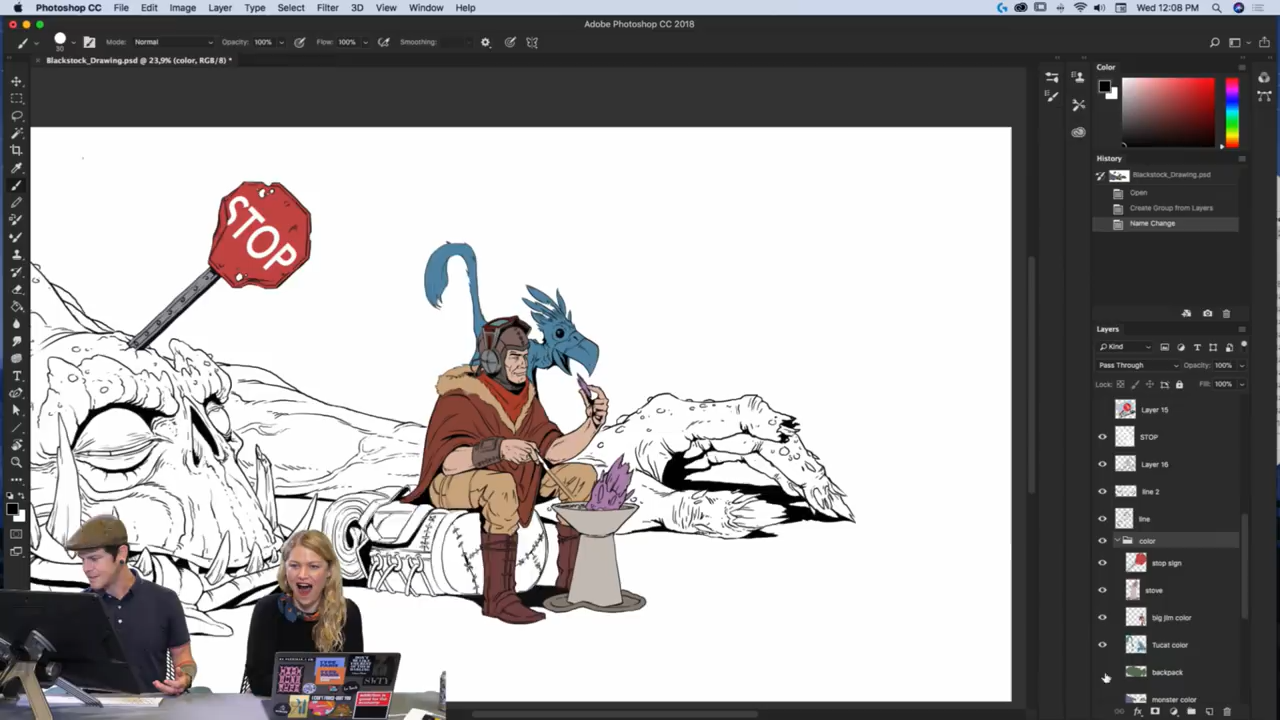 Photoshop CC File Edit Image Layer Type Select Filter 3D View Window Help
Wed 12:08 PM
Adobe Photoshop CC 2018
30
Mode: Normal
Opacity: 100%
Flow: 100%
Smoothing:
Blackstock_Drawing.psd @ 23,9% (color, RGB/8) *
Color
History
Blackstock_Drawing.psd
Open
Create Group from Layers
Name Change
STOP
Layers
Kind
Pass Through
Opacity: 100%
Lock:
Fill: 100%
Layer 15
STOP
Layer 16
line 2
line
color
stop sign
stove
big jim color
Tucat color
backpack
monster color